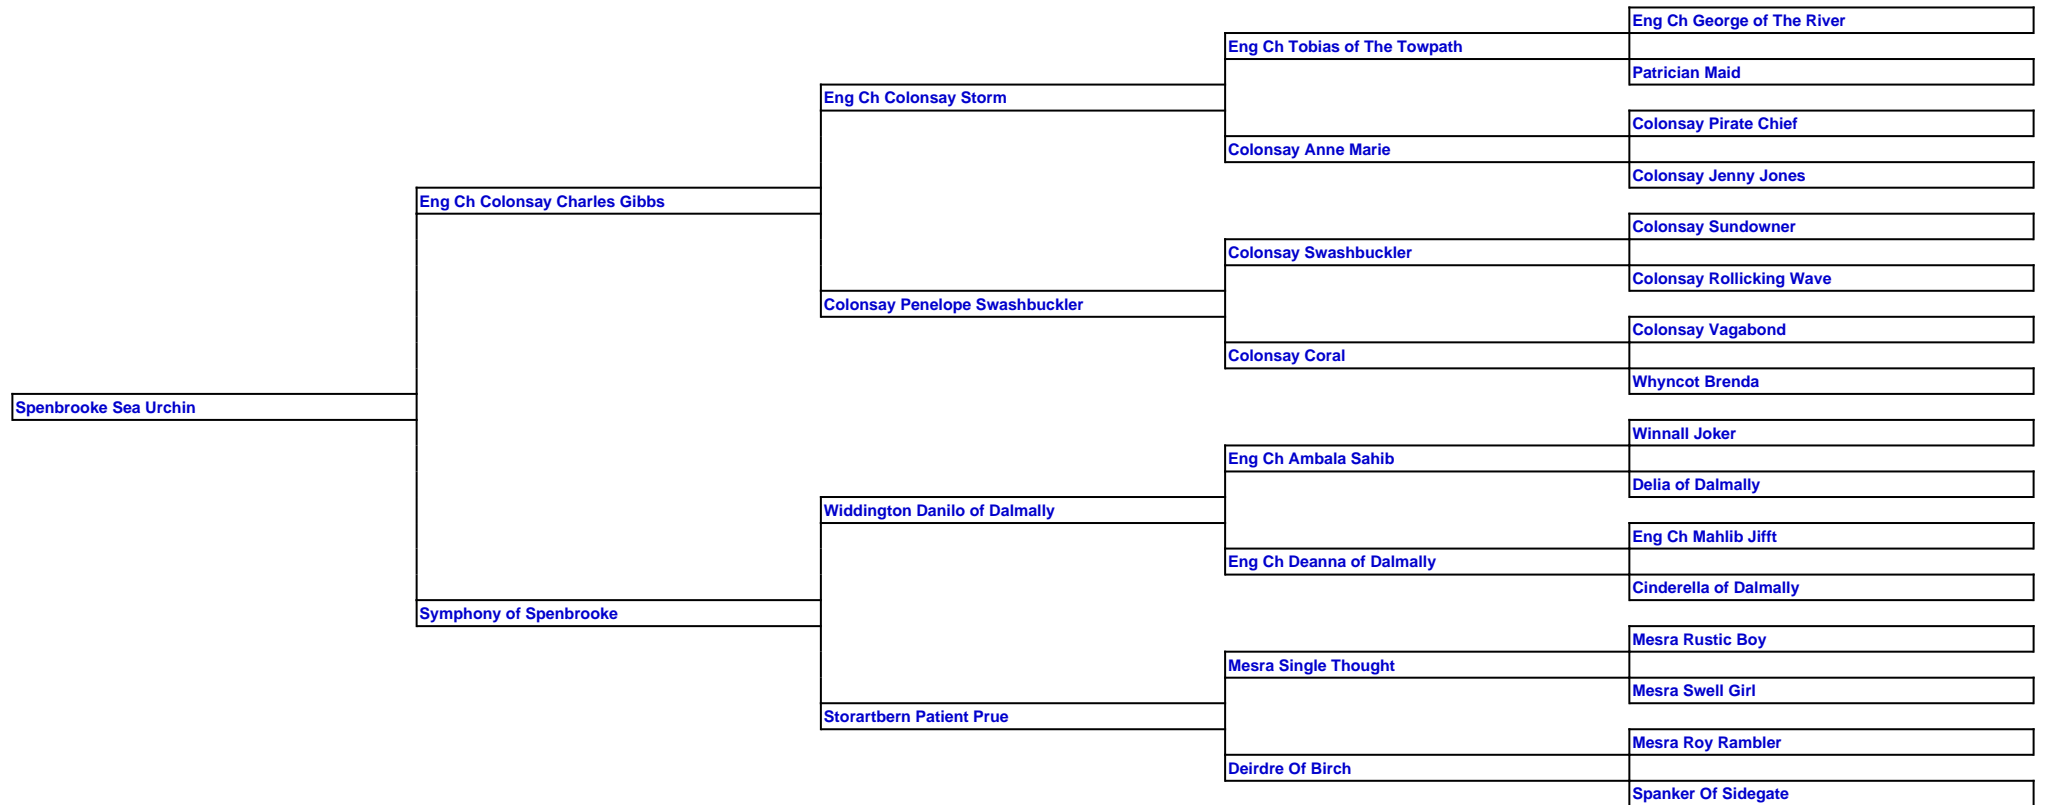 Eng Ch George of The River
Eng Ch Tobias of The Towpath
Patrician Maid
Eng Ch Colonsay Storm
Colonsay Pirate Chief
Colonsay Anne Marie
Colonsay Jenny Jones
Eng Ch Colonsay Charles Gibbs
Colonsay Sundowner
Colonsay Swashbuckler
Colonsay Rollicking Wave
Colonsay Penelope Swashbuckler
Colonsay Vagabond
Colonsay Coral
Whyncot Brenda
Spenbrooke Sea Urchin
Winnall Joker
Eng Ch Ambala Sahib
Delia of Dalmally
Widdington Danilo of Dalmally
Eng Ch Mahlib Jifft
Eng Ch Deanna of Dalmally
Cinderella of Dalmally
Symphony of Spenbrooke
Mesra Rustic Boy
Mesra Single Thought
Mesra Swell Girl
Storartbern Patient Prue
Mesra Roy Rambler
Deirdre Of Birch
Spanker Of Sidegate